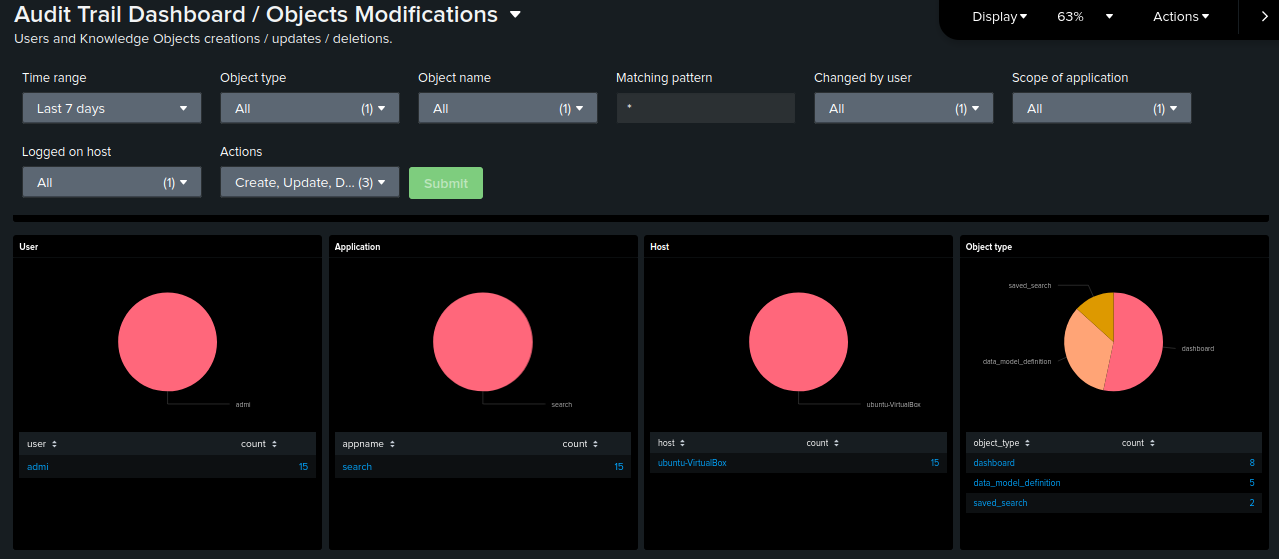 Audit Trail Dashboard / Objects Modifications
Users and Knowledge Objects creations / updates / deletions.
Display 63% Actions
Time range Object type Object name Matching pattern Changed by user Scope of application
Last 7 days All (1) All (1) * All (1) All (1)
Logged on host Actions
All (1) Create, Update, D... (3) Submit
User Application Host Object type
saved_search
dashboard
data_model_definition
admi search ubuntu-VirtualBox
user count appname count host count object_type count
admi 15 search 15 ubuntu-VirtualBox 15 dashboard 8
data_model_definition 5
saved_search 2